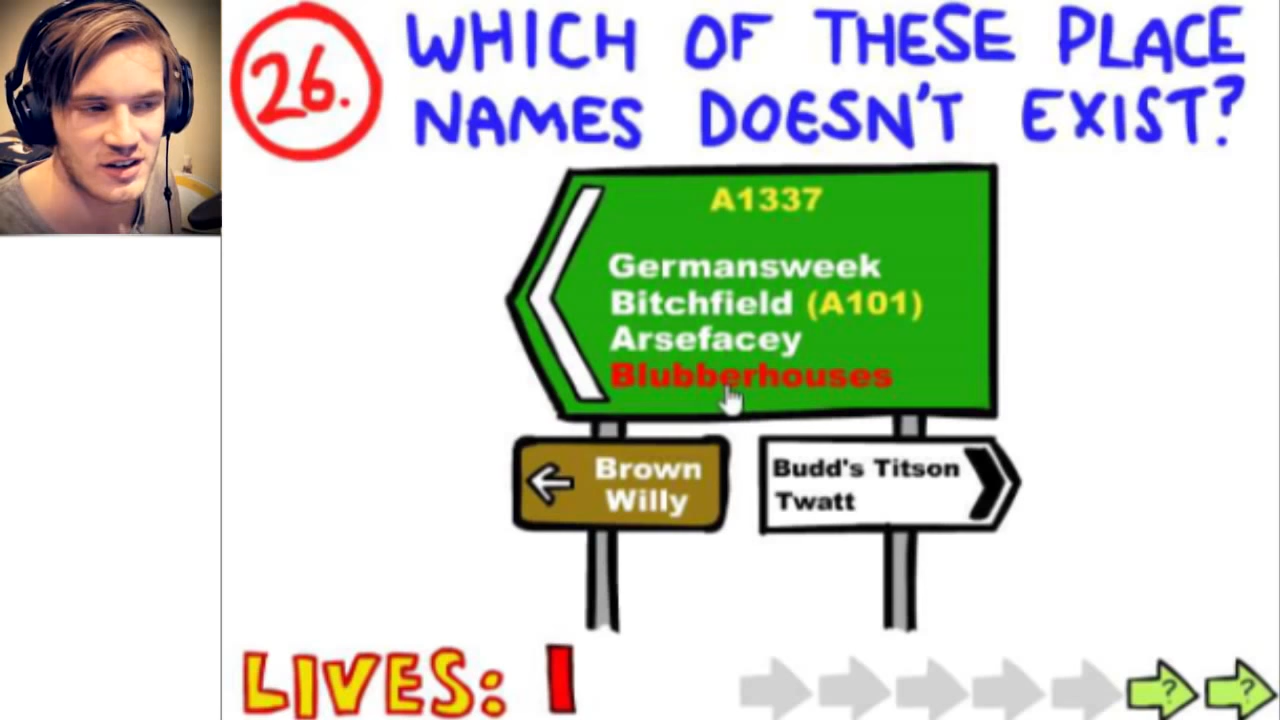 26.
WHICH OF THESE PLACE
NAMES DOESN'T EXIST?
A1337
Germansweek
Bitchfield (A101)
Arsefacey
Blubberhouses
Brown
Willy
Budd's Titson
Twatt
LIVES: 1
? ?